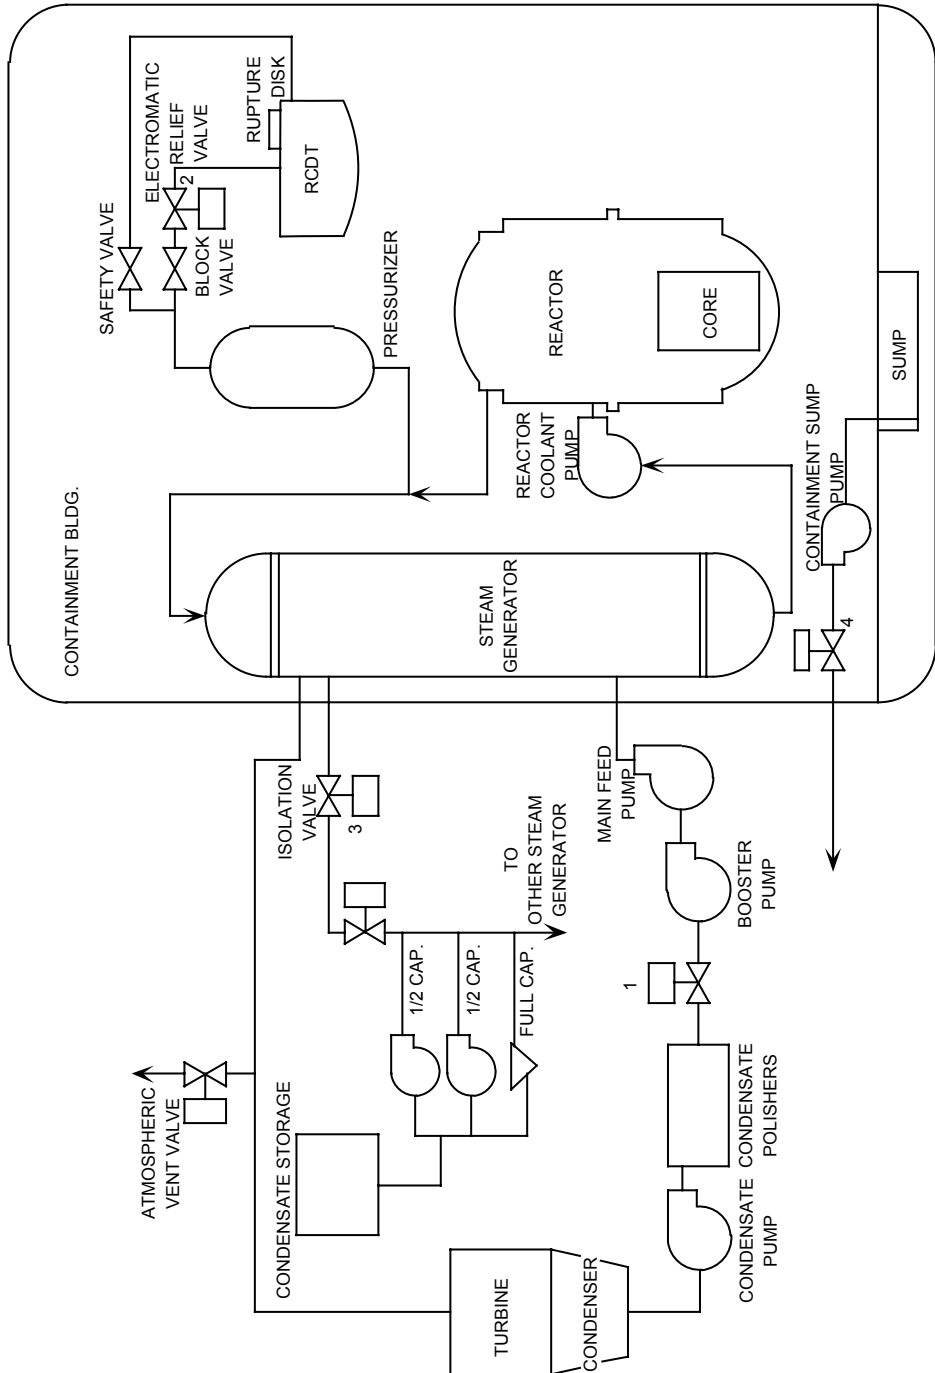 CONTAINMENT BLDG.
SAFETY VALVE
ELECTROMATIC
RELIEF
VALVE
2
BLOCK
VALVE
RUPTURE
DISK
RCDT
PRESSURIZER
REACTOR
CORE
REACTOR
COOLANT
PUMP
STEAM
GENERATOR
SUMP
CONTAINMENT SUMP
PUMP
4
ISOLATION
VALVE
3
MAIN FEED
PUMP
TO
OTHER STEAM
GENERATOR
BOOSTER
PUMP
1
1/2 CAP.
1/2 CAP.
FULL CAP.
ATMOSPHERIC
VENT VALVE
CONDENSATE STORAGE
CONDENSATE
POLISHERS
CONDENSATE
PUMP
TURBINE
CONDENSER